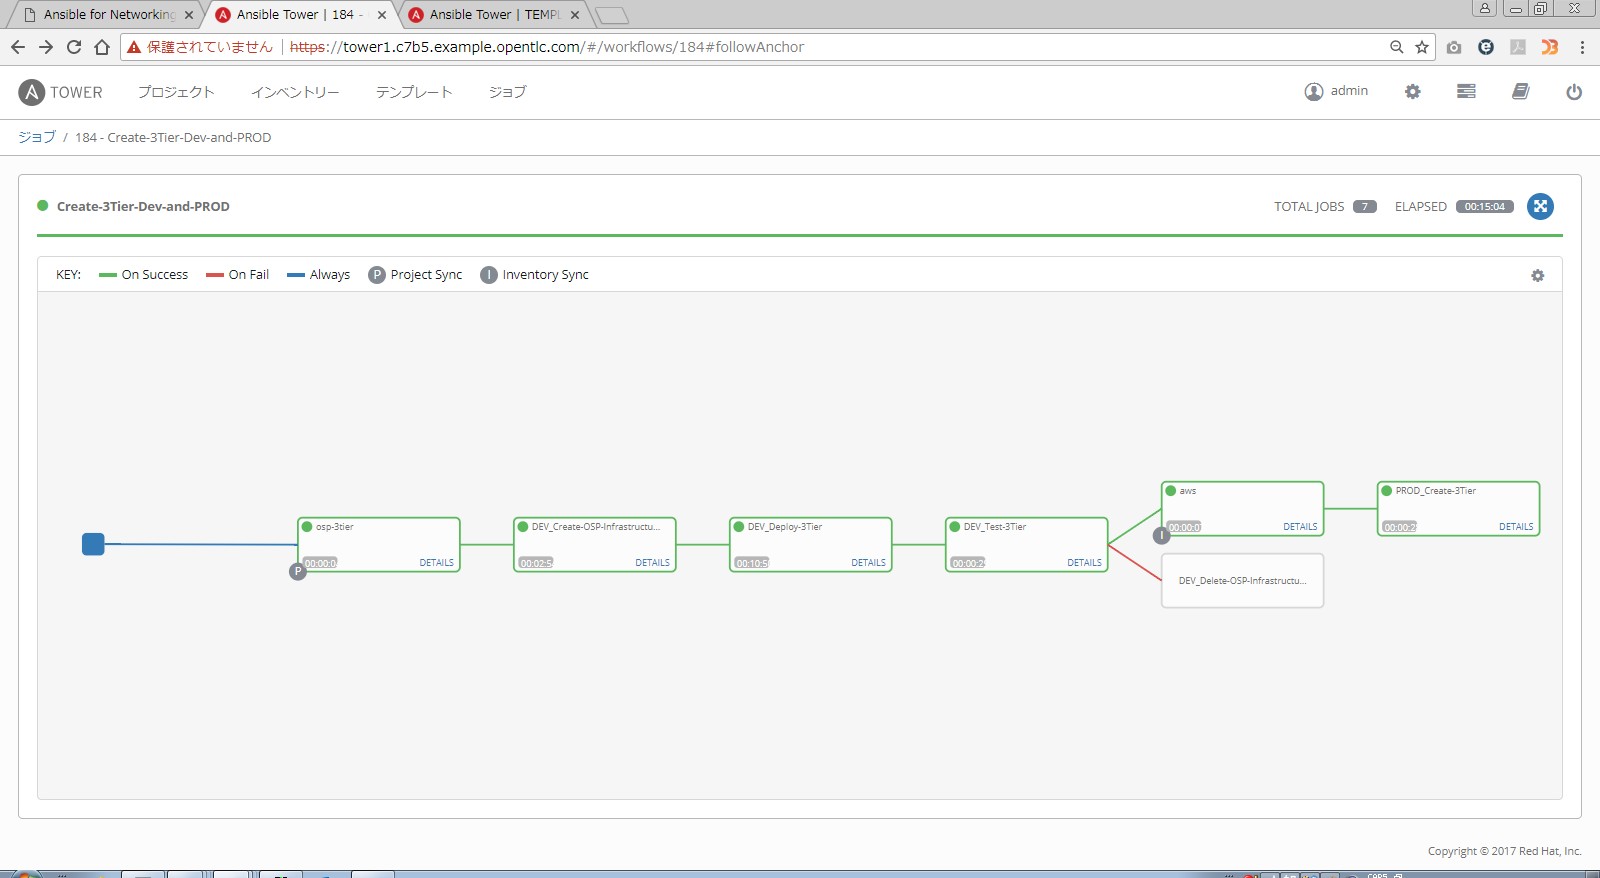 Ansible for Networking
Ansible Tower | 184 -
Ansible Tower | TEMPL
保護されていません
https://tower1.c7b5.example.opentlc.com/#/workflows/184#followAnchor
A TOWER
プロジェクト
インベントリー
テンプレート
ジョブ
admin
ジョブ / 184 - Create-3Tier-Dev-and-PROD
Create-3Tier-Dev-and-PROD
TOTAL JOBS 7
ELAPSED 00:15:04
KEY: On Success On Fail Always P Project Sync I Inventory Sync
aws
00:00:0
DETAILS
I
PROD_Create-3Tier
00:00:2
DETAILS
osp-3tier
00:00:0
DETAILS
P
DEV_Create-OSP-Infrastructu...
00:02:5
DETAILS
DEV_Deploy-3Tier
00:10:5
DETAILS
DEV_Test-3Tier
00:00:2
DETAILS
DEV_Delete-OSP-Infrastructu...
Copyright © 2017 Red Hat, Inc.
CAPS